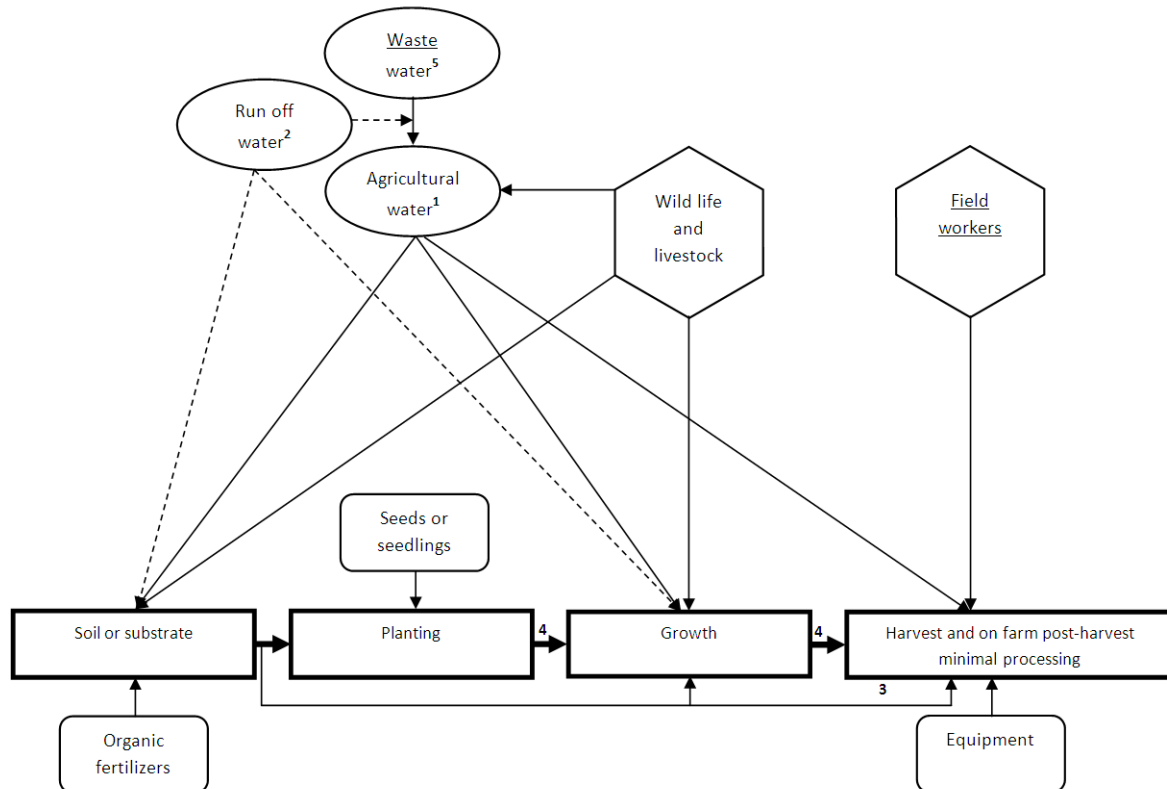 Waste
water⁵
Run off
water²
Agricultural
water¹
Wild life
and
livestock
Field
workers
Seeds or
seedlings
Soil or substrate
Planting
4
Growth
4
Harvest and on farm post-harvest
minimal processing
3
Organic
fertilizers
Equipment